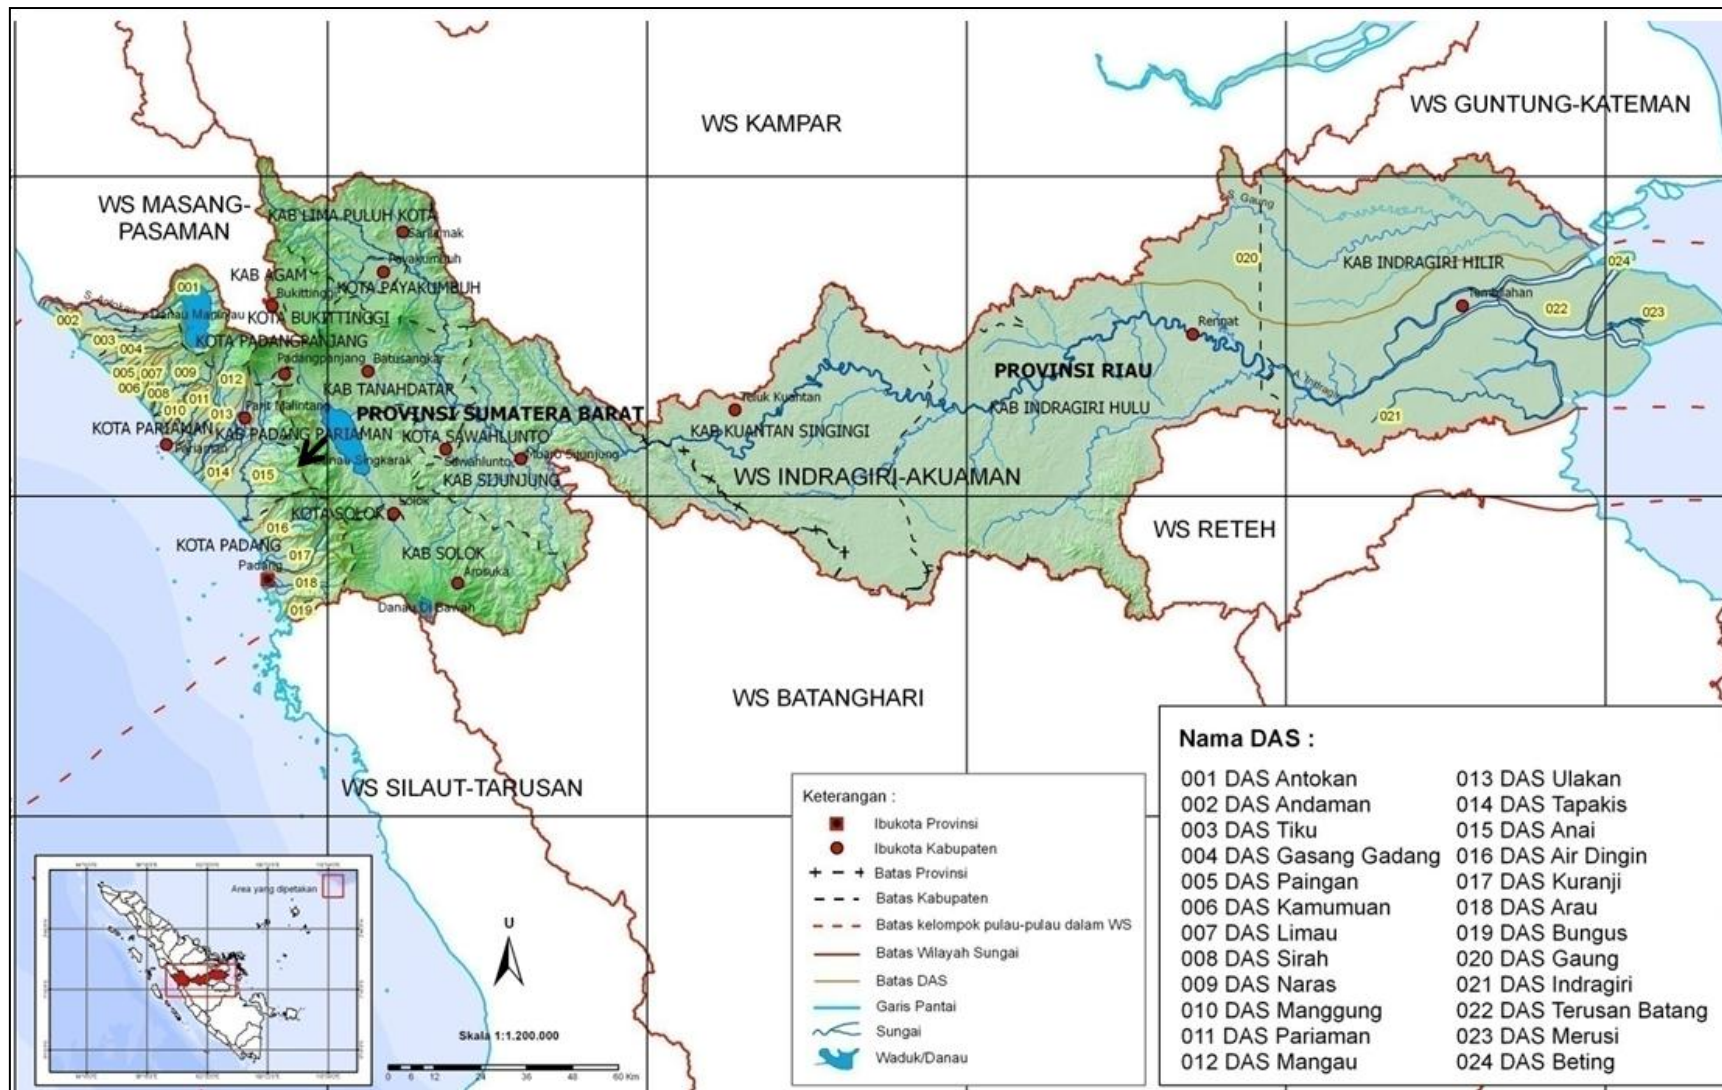 WS GUNTUNG-KATEMAN
WS KAMPAR
WS MASANG-
PASAMAN
KAB LIMA PULUH KOTA
Sarilamak
S. Gaung
020
KAB INDRAGIRI HILIR
024
Payakumbuh
KAB AGAM
KOTA PAYAKUMBUH
001
Bukittinggi
S. Antokan
Danau Maninjau
KOTA BUKITTINGGI
002
Tembilahan
022
023
003
004
KOTA PADANGPANJANG
Rengat
Padangpanjang
Batusangkar
005
007
009
012
PROVINSI RIAU
006
008
KAB TANAHDATAR
011
010
013
Parit Malintang
PROVINSI SUMATERA BARAT
Teluk Kuantan
KAB INDRAGIRI HULU
021
KOTA PARIAMAN
KAB PADANG PARIAMAN
KOTA SAWAHLUNTO
KAB KUANTAN SINGINGI
Pariaman
Danau Singkarak
Sawahlunto
Muaro Sijunjung
014
015
KAB SIJUNJUNG
WS INDRAGIRI-AKUAMAN
Solok
KOTA SOLOK
016
WS RETEH
KOTA PADANG
017
KAB SOLOK
Padang
018
Arosuka
019
Danau Di Bawah
WS BATANGHARI
WS SILAUT-TARUSAN
Nama DAS :
001 DAS Antokan
002 DAS Andaman
003 DAS Tiku
004 DAS Gasang Gadang
005 DAS Paingan
006 DAS Kamumuan
007 DAS Limau
008 DAS Sirah
009 DAS Naras
010 DAS Manggung
011 DAS Pariaman
012 DAS Mangau
013 DAS Ulakan
014 DAS Tapakis
015 DAS Anai
016 DAS Air Dingin
017 DAS Kuranji
018 DAS Arau
019 DAS Bungus
020 DAS Gaung
021 DAS Indragiri
022 DAS Terusan Batang
023 DAS Merusi
024 DAS Beting
Keterangan :
Ibukota Provinsi
Ibukota Kabupaten
Batas Provinsi
Batas Kabupaten
Batas kelompok pulau-pulau dalam WS
Batas Wilayah Sungai
Batas DAS
Garis Pantai
Sungai
Waduk/Danau
Area yang dipetakan
U
Skala 1:1.200.000
0 6 12 24 36 48 60 Km